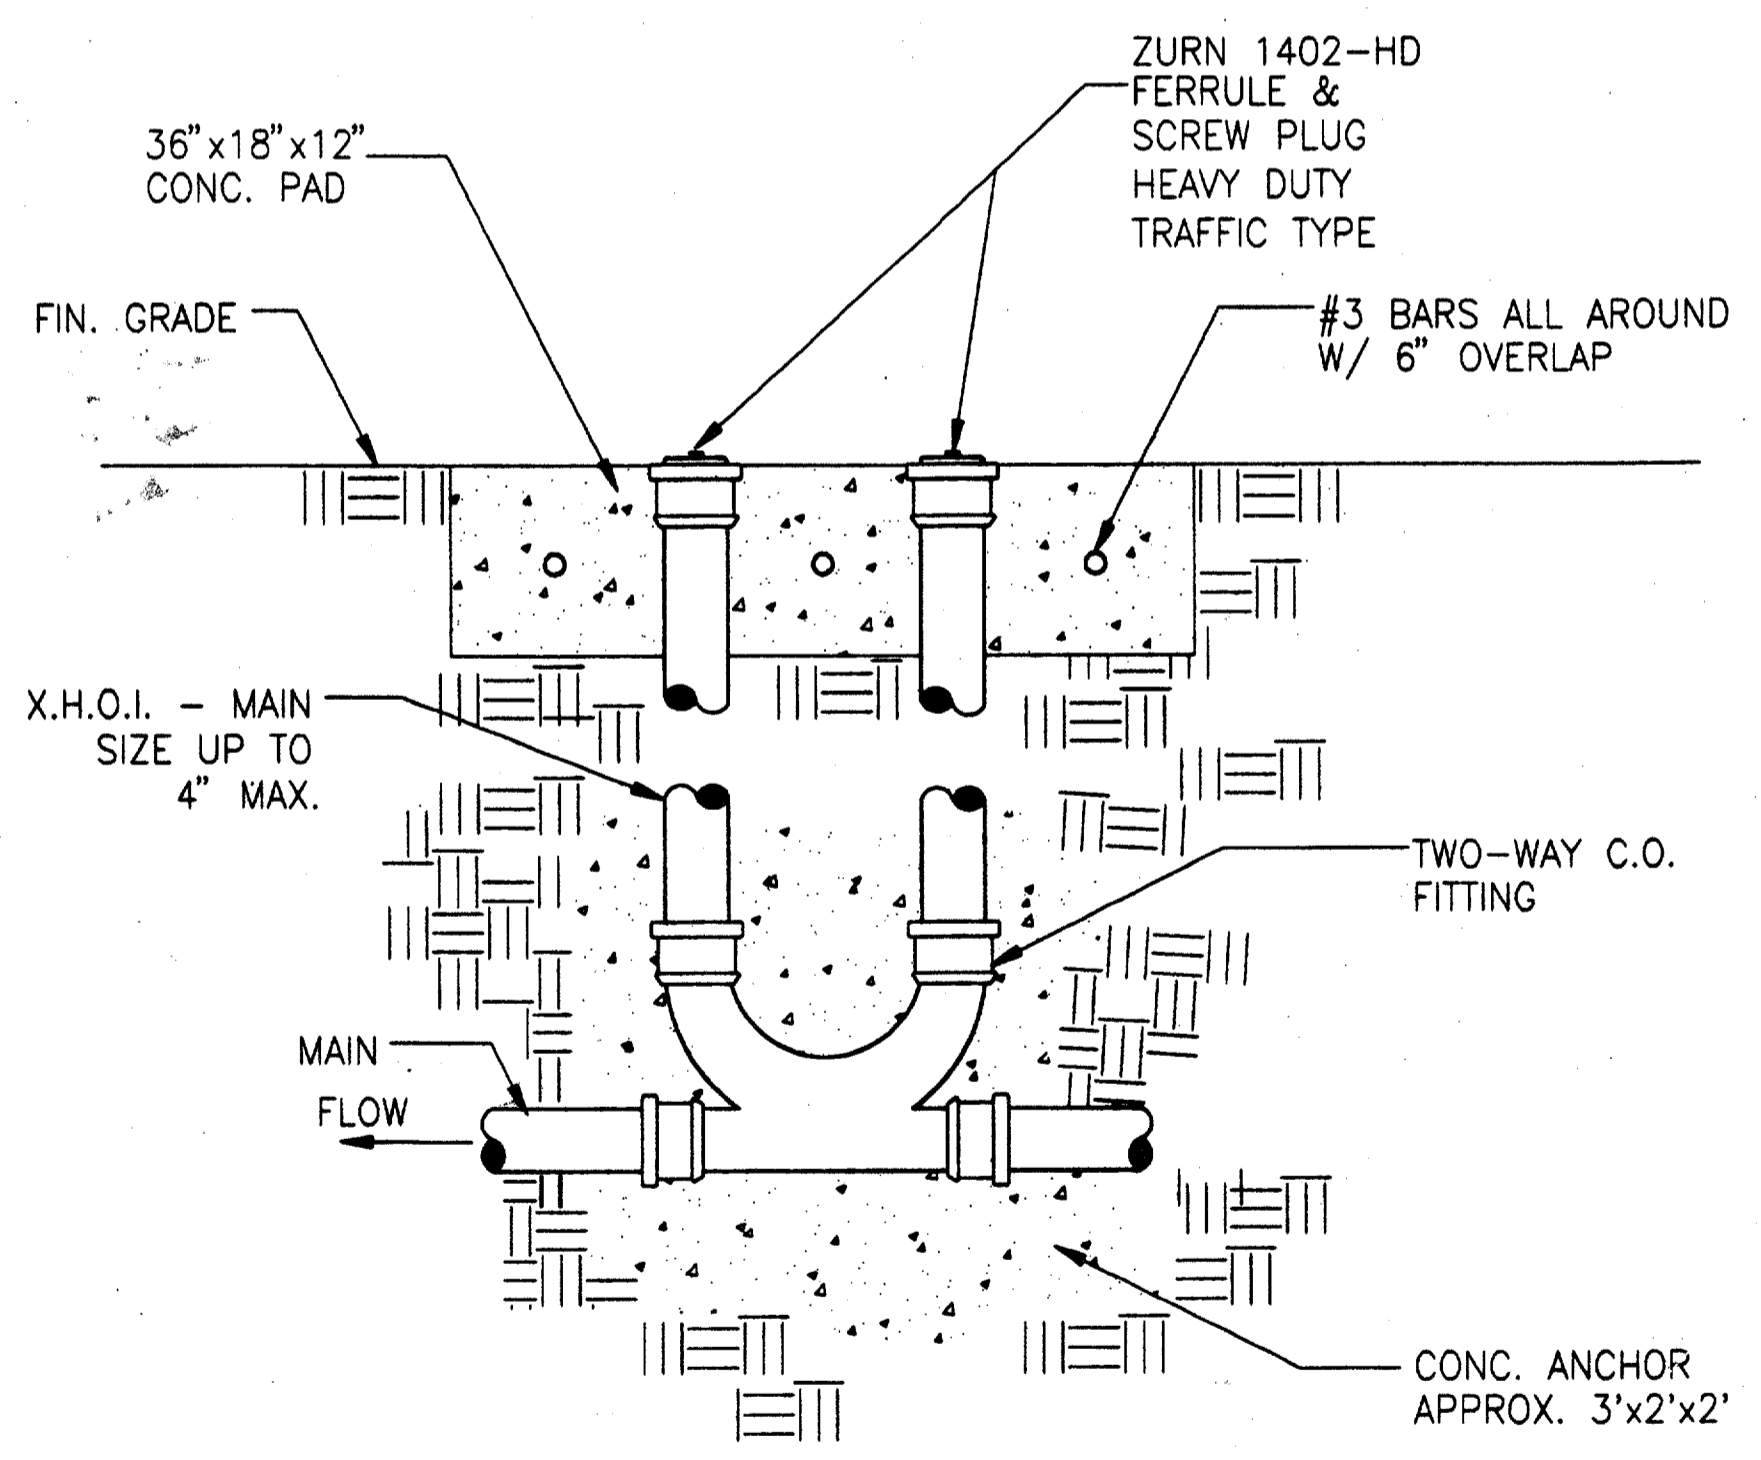 ZURN 1402-HD
FERRULE &
SCREW PLUG
HEAVY DUTY
TRAFFIC TYPE
36"x18"x12"
CONC. PAD
FIN. GRADE
#3 BARS ALL AROUND
W/ 6" OVERLAP
X.H.O.I. - MAIN
SIZE UP TO
4" MAX.
TWO-WAY C.O.
FITTING
MAIN
FLOW
CONC. ANCHOR
APPROX. 3'x2'x2'